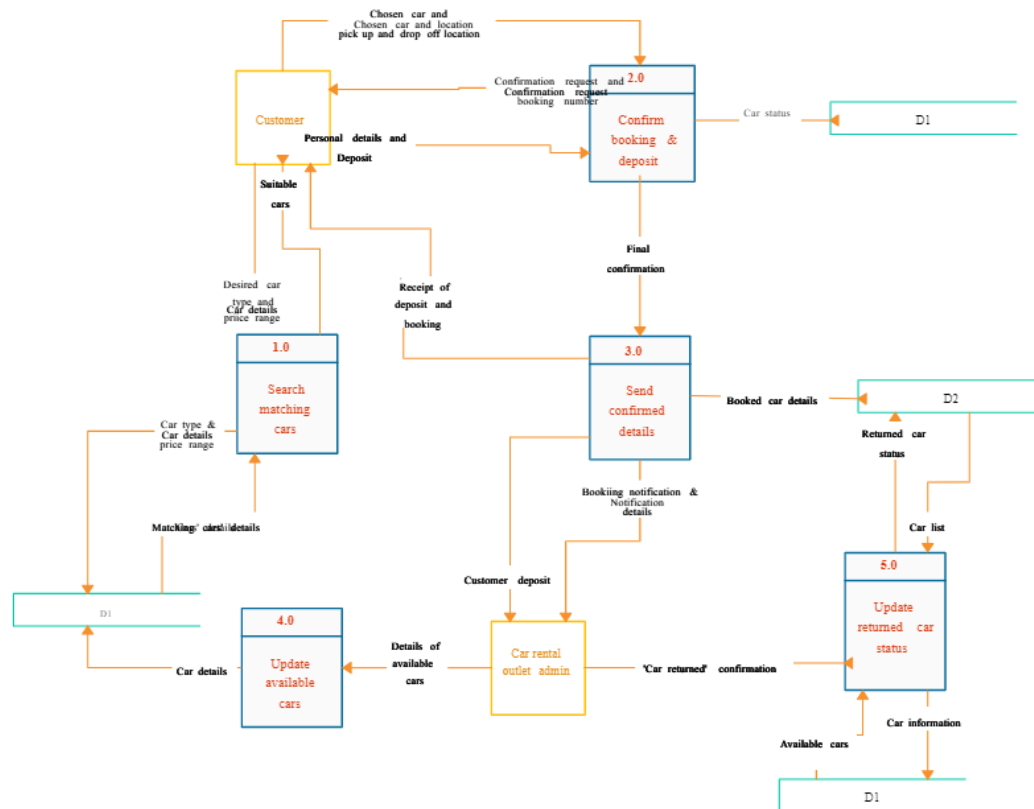 Chosen car and
Chosen car and location
pick up and drop off location
2.0
Confirmation request and
Confirmation request
booking number
Customer
Confirm
booking & deposit
Car status
D1
Personal details and
Deposit
Suitable
cars
Final
confirmation
Desired car
type and
Car details
priice range
Receipt of
deposit and
booking
1.0
Search
matching
cars
3.0
Send
confirmed
details
Booked car details
D2
Car type &
Car details
price range
Returned car
status
Bookiing notification &
Notification
details
Matching cars' details
Car list
Customer deposit
5.0
Update
returned car
status
D1
4.0
Update
available
cars
Car details
Details of
available
cars
Car rental
outlet admin
"Car returned" confirmation
Car information
Available cars
D1